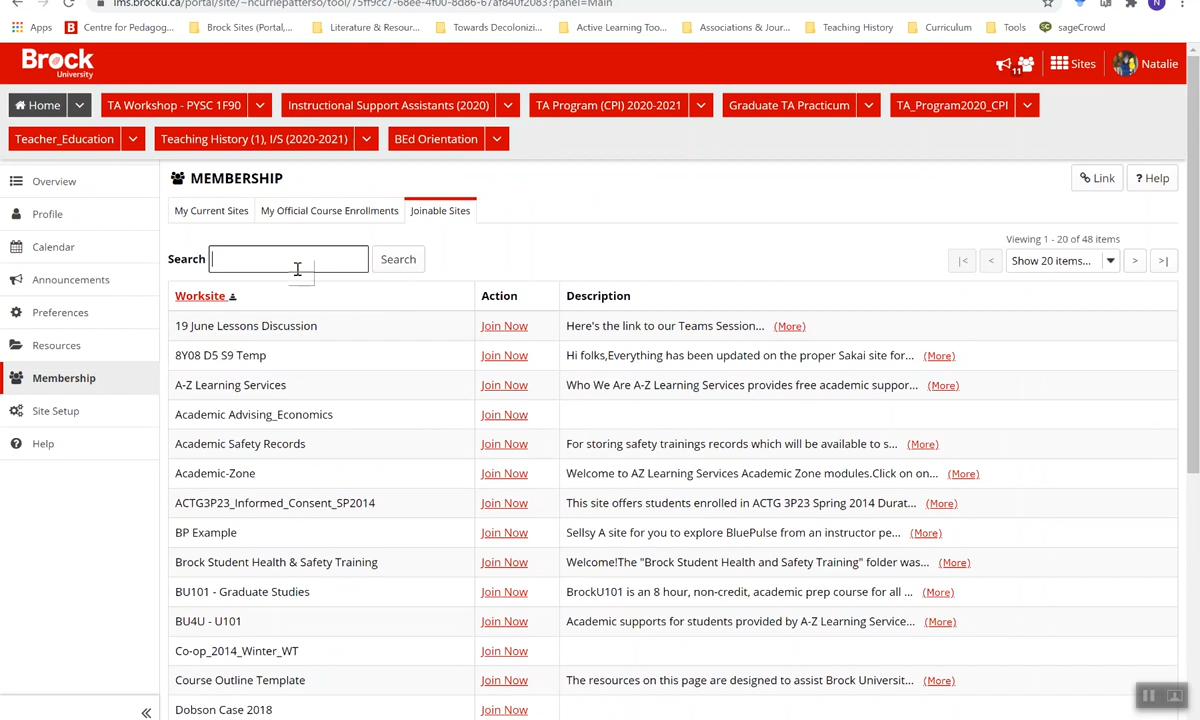 lms.brocku.ca/portal/site/~ncurriepatterso/tool/75ff9cc7-68ee-4f00-8d86-67af840f2083?panel=Main
N
Apps
B Centre for Pedagog...
Brock Sites (Portal,...
Literature & Resour...
Towards Decolonizi...
Active Learning Too...
Associations & Jour...
Teaching History
Curriculum
Tools
sageCrowd
Brock
University
11
Sites
Natalie
Home
TA Workshop - PYSC 1F90
Instructional Support Assistants (2020)
TA Program (CPI) 2020-2021
Graduate TA Practicum
TA_Program2020_CPI
Teacher_Education
Teaching History (1), I/S (2020-2021)
BEd Orientation
Overview
Profile
Calendar
Announcements
Preferences
Resources
Membership
Site Setup
Help
MEMBERSHIP
Link
? Help
My Current Sites
My Official Course Enrollments
Joinable Sites
Search
Search
Viewing 1 - 20 of 48 items
|<
<
Show 20 items...
>
>|
Worksite Action Description
19 June Lessons Discussion Join Now Here's the link to our Teams Session... (More)
8Y08 D5 S9 Temp Join Now Hi folks,Everything has been updated on the proper Sakai site for... (More)
A-Z Learning Services Join Now Who We Are A-Z Learning Services provides free academic suppor... (More)
Academic Advising_Economics Join Now
Academic Safety Records Join Now For storing safety trainings records which will be available to s... (More)
Academic-Zone Join Now Welcome to AZ Learning Services Academic Zone modules.Click on on... (More)
ACTG3P23_Informed_Consent_SP2014 Join Now This site offers students enrolled in ACTG 3P23 Spring 2014 Durat... (More)
BP Example Join Now Sellsy A site for you to explore BluePulse from an instructor pe... (More)
Brock Student Health & Safety Training Join Now Welcome!The "Brock Student Health and Safety Training" folder was... (More)
BU101 - Graduate Studies Join Now BrockU101 is an 8 hour, non-credit, academic prep course for all ... (More)
BU4U - U101 Join Now Academic supports for students provided by A-Z Learning Service... (More)
Co-op_2014_Winter_WT Join Now
Course Outline Template Join Now The resources on this page are designed to assist Brock Universit... (More)
Dobson Case 2018 Join Now